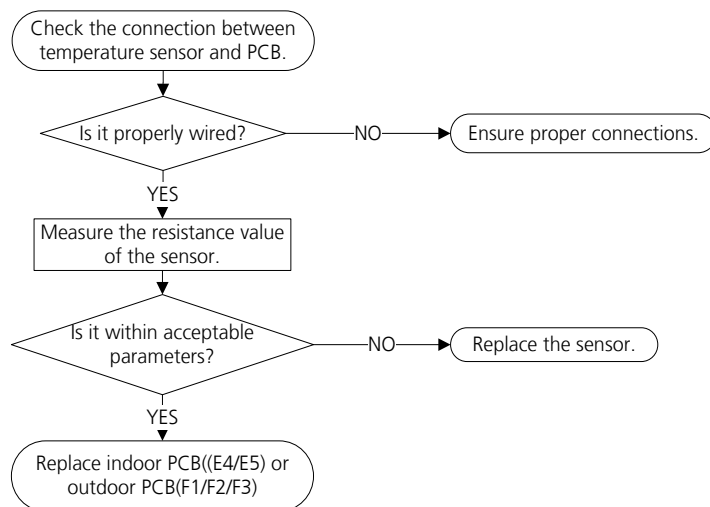 Check the connection between
temperature sensor and PCB.
Is it properly wired?
NO
Ensure proper connections.
YES
Measure the resistance value
of the sensor.
Is it within acceptable
parameters?
NO
Replace the sensor.
YES
Replace indoor PCB((E4/E5) or
outdoor PCB(F1/F2/F3)